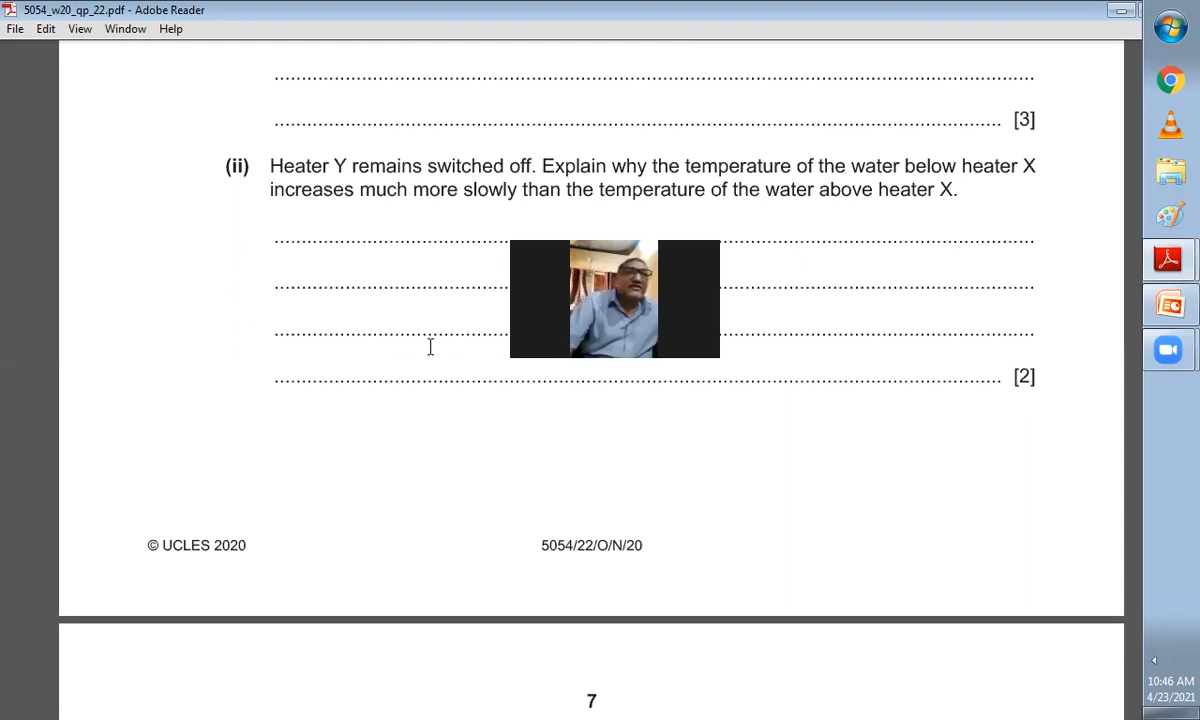 5054_w20_qp_22.pdf - Adobe Reader
File Edit View Window Help
[3]
(ii) Heater Y remains switched off. Explain why the temperature of the water below heater X
increases much more slowly than the temperature of the water above heater X.
[2]
© UCLES 2020
5054/22/O/N/20
7
10:46 AM
4/23/2021